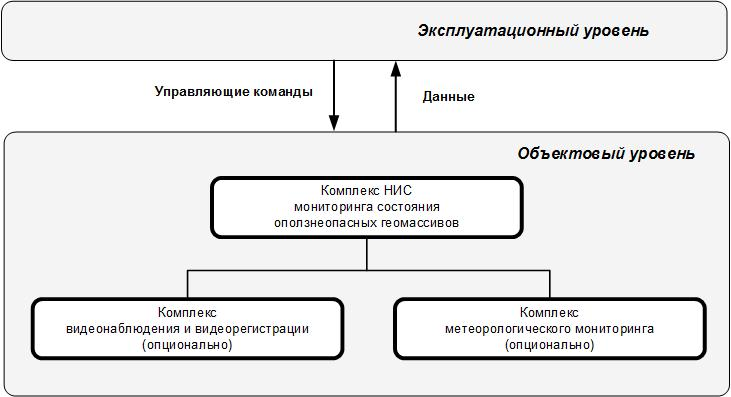 Эксплуатационный уровень
Управляющие команды
Данные
Объектовый уровень
Комплекс НИС
мониторинга состояния
оползнеопасных геомассивов
Комплекс
видеонаблюдения и видеорегистрации
(опционально)
Комплекс
метеорологического мониторинга
(опционально)